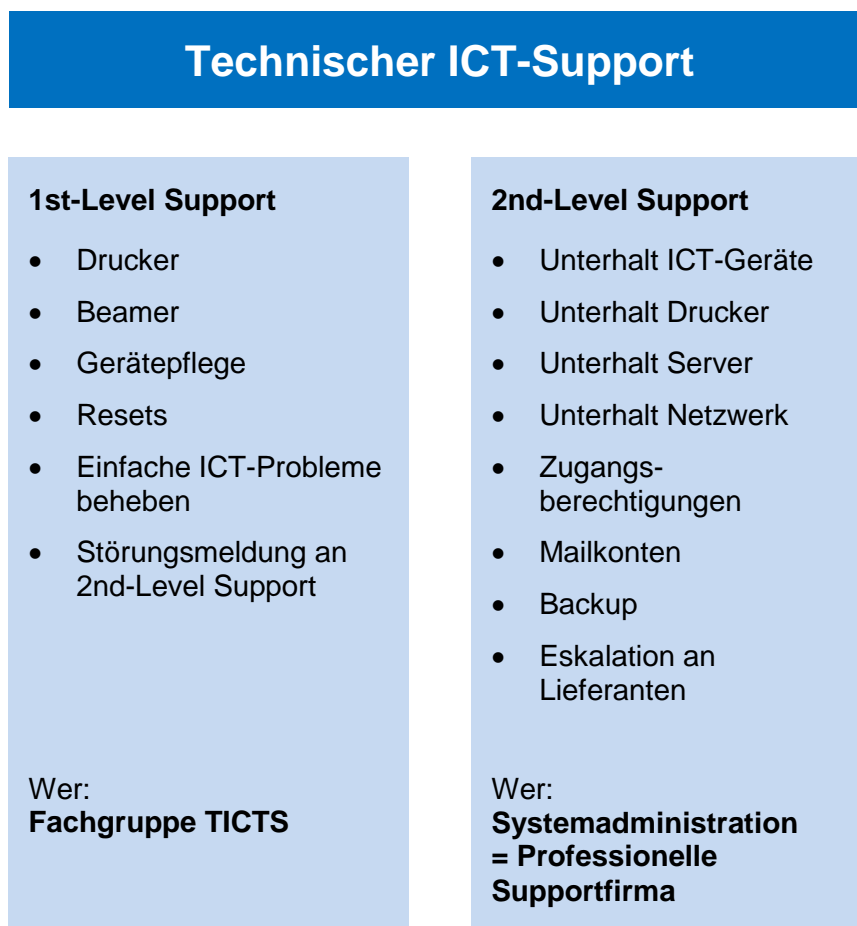 Technischer ICT-Support
1st-Level Support
• Drucker
• Beamer
• Gerätepflege
• Resets
• Einfache ICT-Probleme
beheben
• Störungsmeldung an
2nd-Level Support
Wer:
Fachgruppe TICTS
2nd-Level Support
• Unterhalt ICT-Geräte
• Unterhalt Drucker
• Unterhalt Server
• Unterhalt Netzwerk
• Zugangs-
berechtigungen
• Mailkonten
• Backup
• Eskalation an
Lieferanten
Wer:
Systemadministration
= Professionelle
Supportfirma